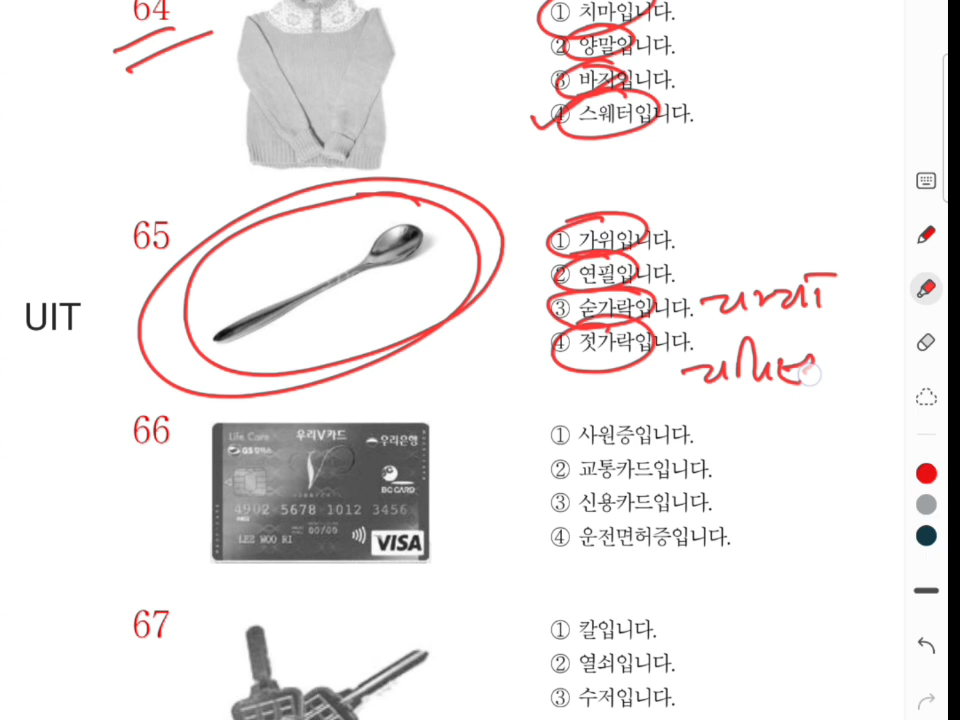 64
① 치마입니다.
② 양말입니다.
③ 바지입니다.
④ 스웨터입니다.
65
① 가위입니다.
② 연필입니다.
③ 숟가락입니다.
④ 젓가락입니다.
UIT
66
Life Care 우리V카드 우리은행
GS칼텍스
BC CARD
4902 5678 1012 3456
00/00
LEE WOO RI
VISA
① 사원증입니다.
② 교통카드입니다.
③ 신용카드입니다.
④ 운전면허증입니다.
67
① 칼입니다.
② 열쇠입니다.
③ 수저입니다.